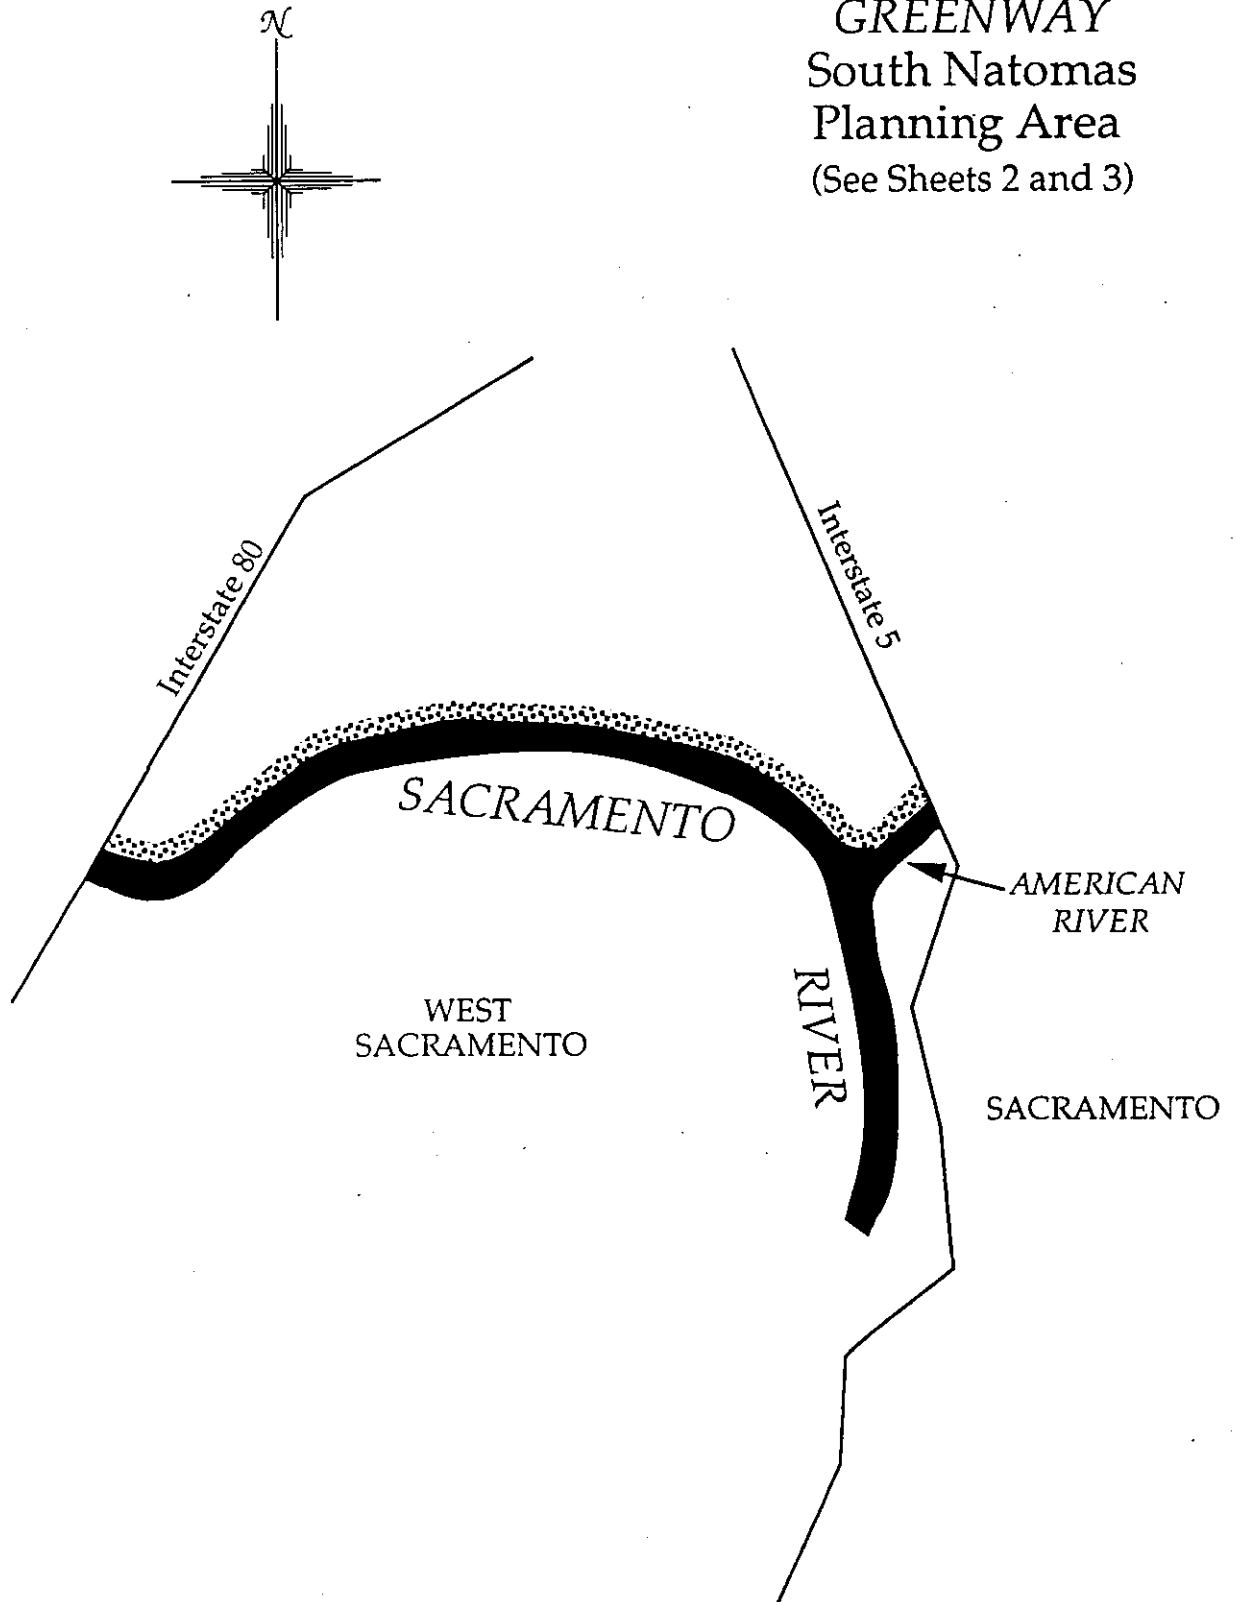 N
GREENWAY
South Natomas
Planning Area
(See Sheets 2 and 3)
Interstate 80
Interstate 5
SACRAMENTO
RIVER
AMERICAN
RIVER
WEST
SACRAMENTO
SACRAMENTO